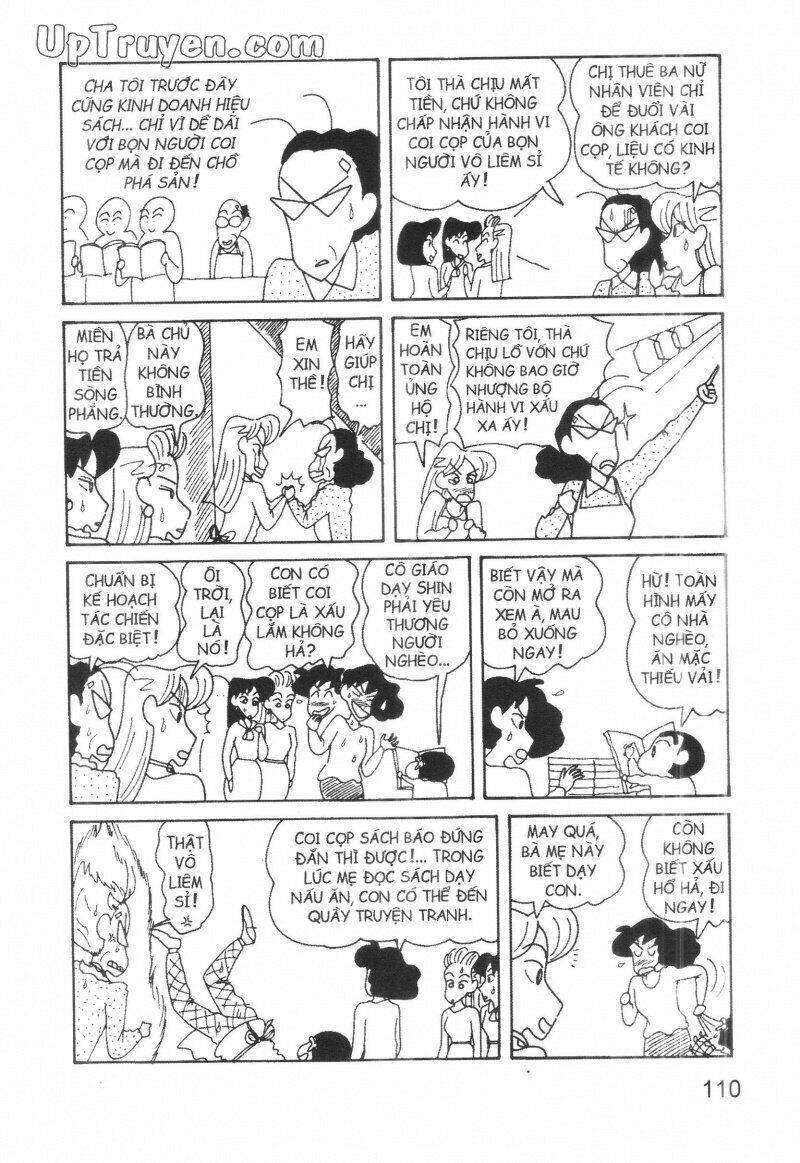 UpTruyen.com
CHA TÔI TRƯỚC ĐÂY
CŨNG KINH DOANH HIỆU
SÁCH... CHỈ VÌ DỄ DÃI
VỚI BỌN NGƯỜI COI
CỌP MÀ ĐI ĐẾN CHỖ
PHÁ SẢN!
TÔI THÀ CHỊU MẤT
TIỀN, CHỨ KHÔNG
CHẤP NHẬN HÀNH VI
COI CỌP CỦA BỌN
NGƯỜI VÔ LIÊM SỈ
ẤY!
CHỊ THUÊ BA NỮ
NHÂN VIÊN CHỈ
ĐỂ ĐUỔI VÀI
ÔNG KHÁCH COI
CỌP, LIỆU CÓ KINH
TẾ KHÔNG?
MIỄN
HỌ TRẢ
TIỀN
SÒNG
PHẲNG.
BÀ CHỦ
NÀY
KHÔNG
BÌNH
THƯỜNG.
EM
XIN
THỀ!
HÃY
GIÚP
CHỊ
...
EM
HOÀN
TOÀN
ỦNG
HỘ
CHỊ!
RIÊNG TÔI, THÀ
CHỊU LỖ VỐN CHỨ
KHÔNG BAO GIỜ
NHƯỢNG BỘ
HÀNH VI XẤU
XA ẤY!
CHUẨN BỊ
KẾ HOẠCH
TÁC CHIẾN
ĐẶC BIỆT!
ÔI
TRỜI,
LẠI
LÀ
NÓ!
CON CÓ
BIẾT COI
CỌP LÀ XẤU
LẮM KHÔNG
HẢ?
CÔ GIÁO
DẠY SHIN
PHẢI YÊU
THƯƠNG
NGƯỜI
NGHÈO...
BIẾT VẬY MÀ
CÒN MỞ RA
XEM À, MAU
BỎ XUỐNG
NGAY!
HỪ! TOÀN
HÌNH MẤY
CÔ NHÀ
NGHÈO,
ĂN MẶC
THIẾU VẢI!
THẬT
VÔ
LIÊM
SỈ!
COI CỌP SÁCH BÁO ĐỨNG
ĐẮN THÌ ĐƯỢC!... TRONG
LÚC MẸ ĐỌC SÁCH DẠY
NẤU ĂN, CON CÓ THỂ ĐẾN
QUẦY TRUYỆN TRANH.
MAY QUÁ,
BÀ MẸ NÀY
BIẾT DẠY
CON.
CÒN
KHÔNG
BIẾT XẤU
HỔ HẢ, ĐI
NGAY!
110